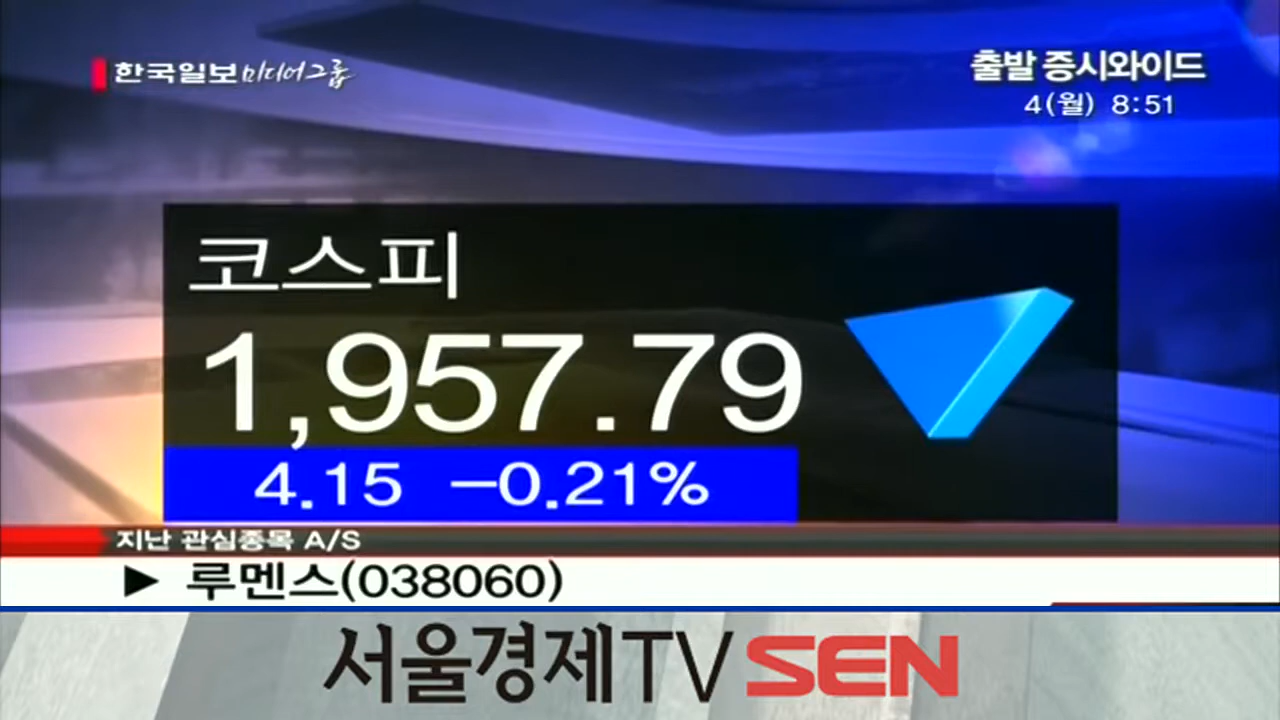 한국일보 미디어그룹
출발 증시와이드
4(월) 8:51
코스피
1,957.79
4.15 -0.21%
지난 관심종목 A/S
▶ 루멘스(038060)
서울경제TV SEN